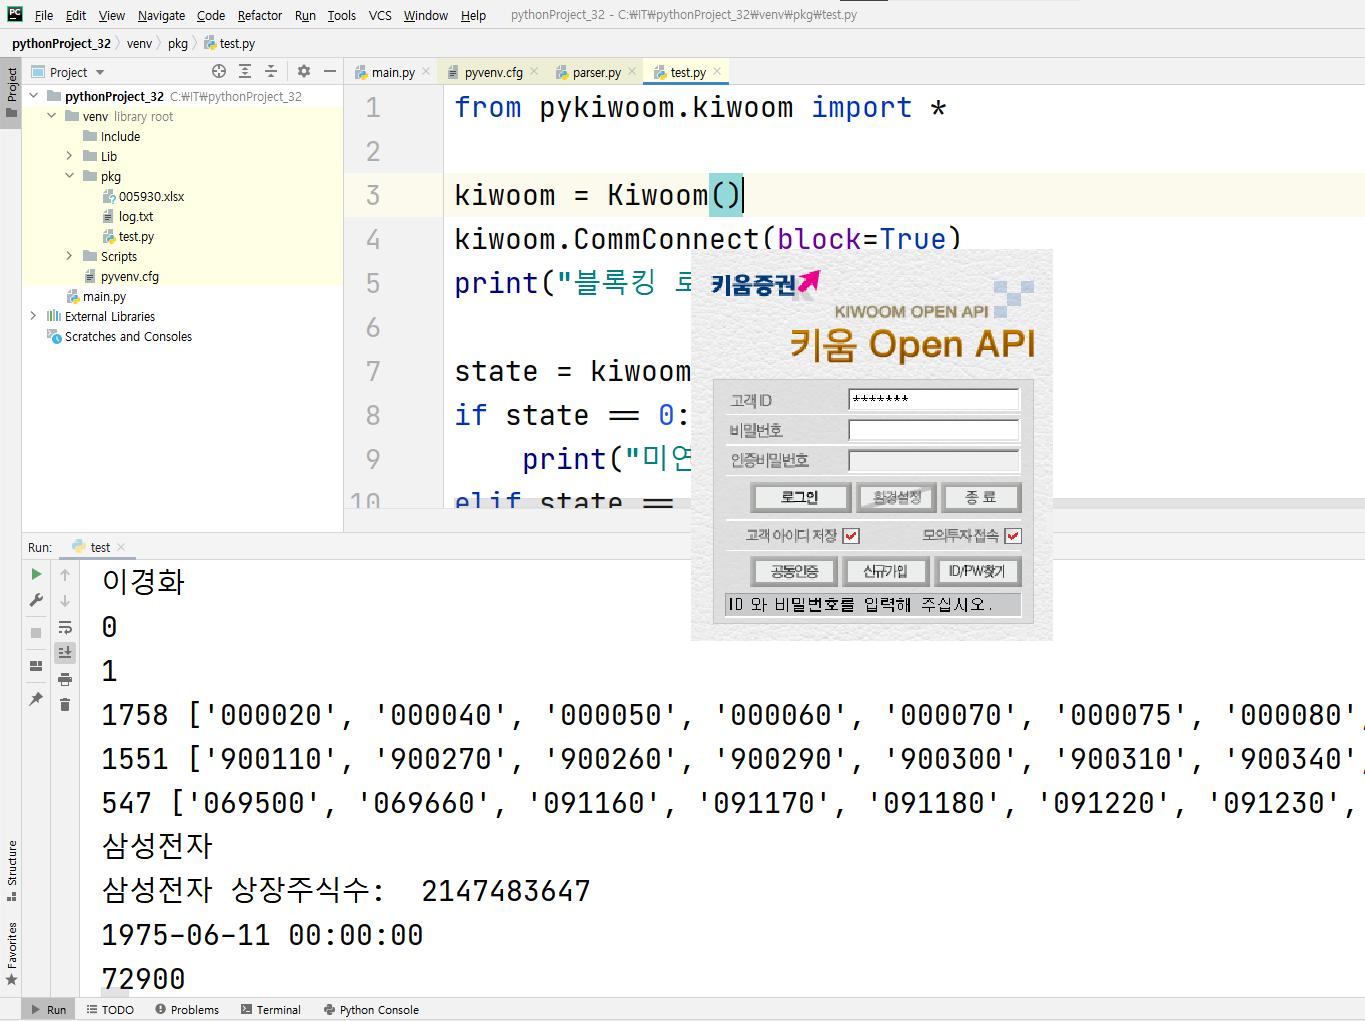 File Edit View Navigate Code Refactor Run Tools VCS Window Help pythonProject_32 - C:₩IT₩pythonProject_32₩venv₩pkg₩test.py
pythonProject_32 venv pkg test.py
Project
Project
main.py pyvenv.cfg parser.py test.py
pythonProject_32 C:₩IT₩pythonProject_32
venv library root
Include
Lib
pkg
005930.xlsx
log.txt
test.py
Scripts
pyvenv.cfg
main.py
External Libraries
Scratches and Consoles
1 from pykiwoom.kiwoom import *
2
3 kiwoom = Kiwoom()
4 kiwoom.CommConnect(block=True)
5 print("블록킹 로
6
7 state = kiwoom
8 if state == 0:
9 print("미연
10 elif state ==
키움증권
KIWOOM OPEN API
키움 Open API
고객 ID *******
비밀번호
인증비밀번호
로그인 환경설정 종 료
고객 아이디 저장 모의투자 접속
공동인증 신규가입 ID/PW찾기
ID 와 비밀번호를 입력해 주십시오.
Run: test
이경화
0
1
1758 ['000020', '000040', '000050', '000060', '000070', '000075', '000080',
1551 ['900110', '900270', '900260', '900290', '900300', '900310', '900340',
547 ['069500', '069660', '091160', '091170', '091180', '091220', '091230',
삼성전자
삼성전자 상장주식수:  2147483647
1975-06-11 00:00:00
72900
Structure
Favorites
Run TODO Problems Terminal Python Console